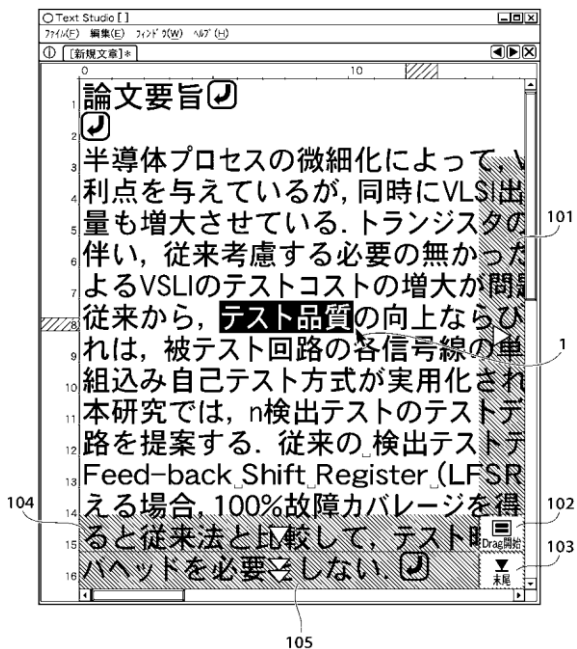 Text Studio [ ]
ファイル(F) 編集(E) ウィンドウ(W) ヘルプ(H)
[新規文章]*
0 10
1 論文要旨
2
3 半導体プロセスの微細化によって, V
4 利点を与えているが, 同時にVLSI出
5 量も増大させている. トランジスタの
6 伴い, 従来考慮する必要の無かった
7 よるVSLIのテストコストの増大が問題
8 従来から, テスト品質の向上ならび
9 れは, 被テスト回路の各信号線の単
10 組込み自己テスト方式が実用化され
11 本研究では, n検出テストのテストデ
12 路を提案する. 従来の 検出テストデ
13 Feed-back Shift Register (LFSR
14 える場合, 100%故障カバレージを得
15 ると従来法と比較して, テスト
16 バヘッドを必要としない.
Drag開始
末尾
101
1
102
103
104
105